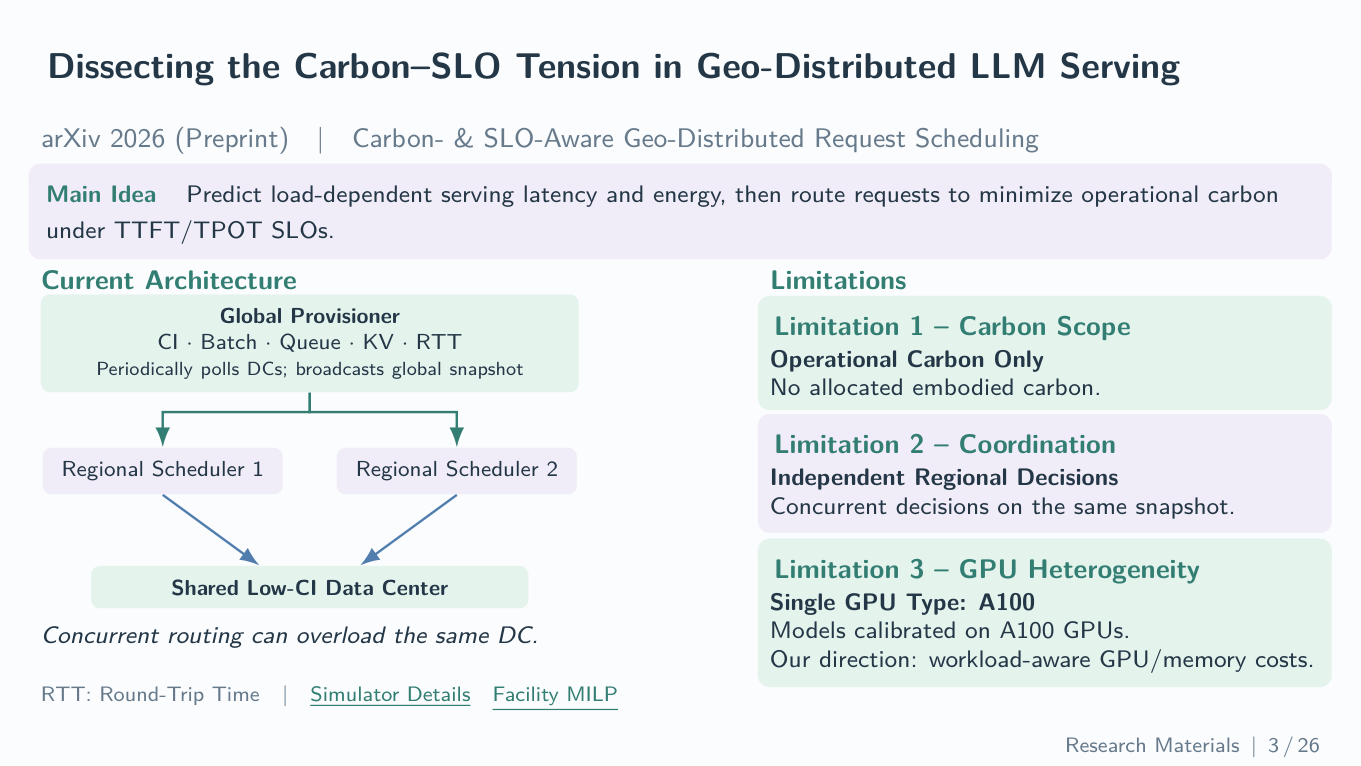 Dissecting the Carbon–SLO Tension in Geo-Distributed LLM Serving
arXiv 2026 (Preprint) | Carbon- & SLO-Aware Geo-Distributed Request Scheduling
Main Idea Predict load-dependent serving latency and energy, then route requests to minimize operational carbon
under TTFT/TPOT SLOs.
Current Architecture
Global Provisioner
CI · Batch · Queue · KV · RTT
Periodically polls DCs; broadcasts global snapshot
Regional Scheduler 1
Regional Scheduler 2
Shared Low-CI Data Center
Concurrent routing can overload the same DC.
RTT: Round-Trip Time | Simulator Details Facility MILP
Limitations
Limitation 1 – Carbon Scope
Operational Carbon Only
No allocated embodied carbon.
Limitation 2 – Coordination
Independent Regional Decisions
Concurrent decisions on the same snapshot.
Limitation 3 – GPU Heterogeneity
Single GPU Type: A100
Models calibrated on A100 GPUs.
Our direction: workload-aware GPU/memory costs.
Research Materials | 3 / 26